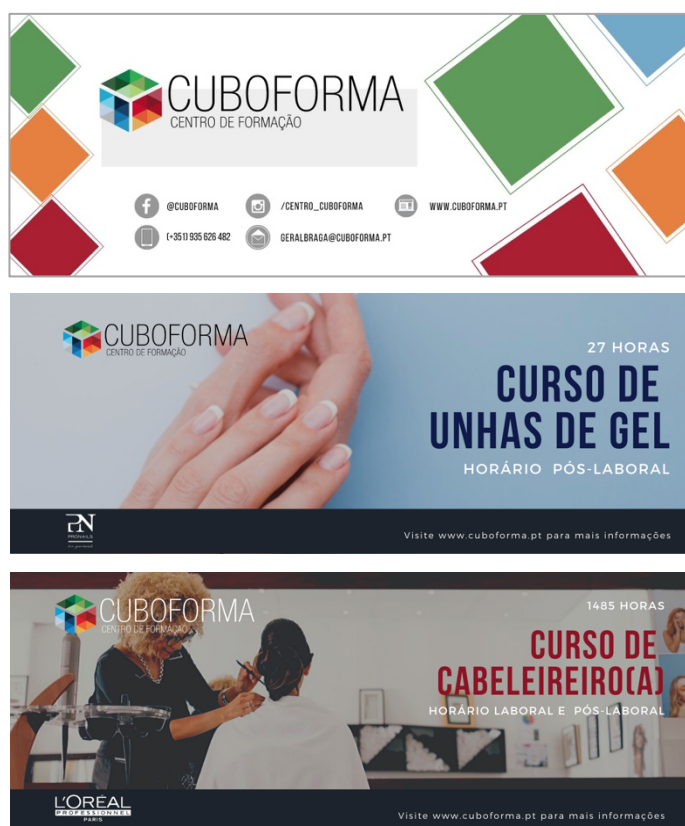 CUBOFORMA
CENTRO DE FORMAÇÃO
@CUBOFORMA
/CENTRO_CUBOFORMA
WWW.CUBOFORMA.PT
(+351) 935 626 482
GERALBRAGA@CUBOFORMA.PT
CUBOFORMA
CENTRO DE FORMAÇÃO
27 HORAS
CURSO DE
UNHAS DE GEL
HORÁRIO PÓS-LABORAL
PN
PRONAILS
Visite www.cuboforma.pt para mais informações
CUBOFORMA
CENTRO DE FORMAÇÃO
1485 HORAS
CURSO DE
CABELEIREIRO(A)
HORÁRIO LABORAL E PÓS-LABORAL
L'ORÉAL
PROFESSIONNEL
PARIS
Visite www.cuboforma.pt para mais informações